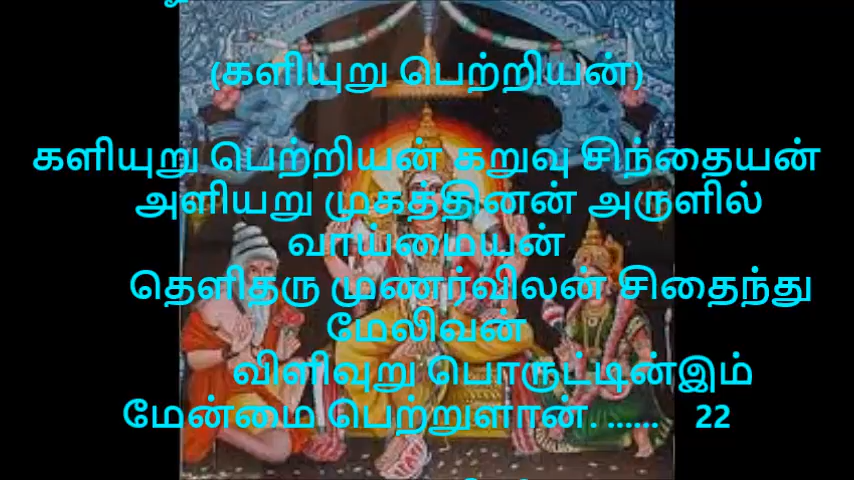 (களியுறு பெற்றியன்)
களியுறு பெற்றியன் கறுவு சிந்தையன்
அளியறு முகத்தினன் அருளில்
வாய்மையன்
தெளிதரு முணர்விலன் சிதைந்து
மேலிவன்
விளிவுறு பொருட்டின்இம்
மேன்மை பெற்றுளான். ...... 22